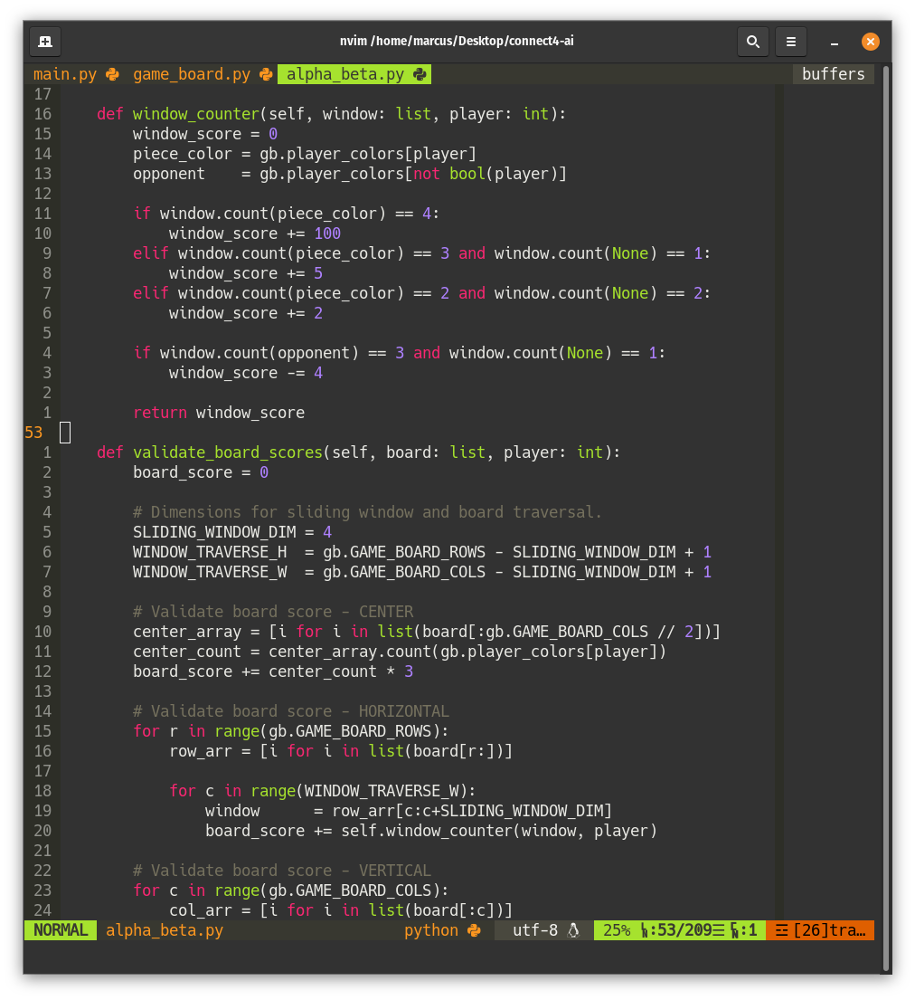 nvim /home/marcus/Desktop/connect4-ai
main.py game_board.py alpha_beta.py buffers
17
16     def window_counter(self, window: list, player: int):
15         window_score = 0
14         piece_color = gb.player_colors[player]
13         opponent    = gb.player_colors[not bool(player)]
12
11         if window.count(piece_color) == 4:
10             window_score += 100
9         elif window.count(piece_color) == 3 and window.count(None) == 1:
8             window_score += 5
7         elif window.count(piece_color) == 2 and window.count(None) == 2:
6             window_score += 2
5
4         if window.count(opponent) == 3 and window.count(None) == 1:
3             window_score -= 4
2
1         return window_score
53
1     def validate_board_scores(self, board: list, player: int):
2         board_score = 0
3
4         # Dimensions for sliding window and board traversal.
5         SLIDING_WINDOW_DIM = 4
6         WINDOW_TRAVERSE_H  = gb.GAME_BOARD_ROWS - SLIDING_WINDOW_DIM + 1
7         WINDOW_TRAVERSE_W  = gb.GAME_BOARD_COLS - SLIDING_WINDOW_DIM + 1
8
9         # Validate board score - CENTER
10         center_array = [i for i in list(board[:gb.GAME_BOARD_COLS // 2])]
11         center_count = center_array.count(gb.player_colors[player])
12         board_score += center_count * 3
13
14         # Validate board score - HORIZONTAL
15         for r in range(gb.GAME_BOARD_ROWS):
16             row_arr = [i for i in list(board[r:])]
17
18             for c in range(WINDOW_TRAVERSE_W):
19                 window      = row_arr[c:c+SLIDING_WINDOW_DIM]
20                 board_score += self.window_counter(window, player)
21
22         # Validate board score - VERTICAL
23         for c in range(gb.GAME_BOARD_COLS):
24             col_arr = [i for i in list(board[:c])]
NORMAL alpha_beta.py python utf-8 25% ㏑:53/209☰ ℅:1 ☲ [26]tra…